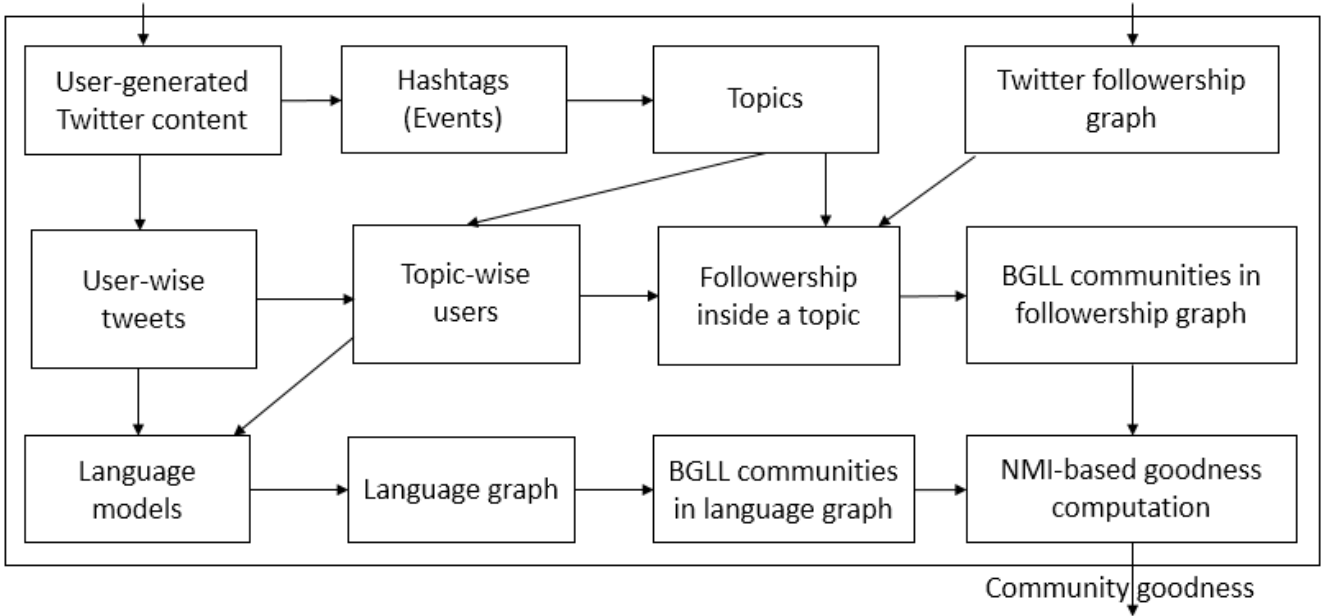 User-generated
Twitter content
Hashtags
(Events)
Topics
Twitter followership
graph
User-wise
tweets
Topic-wise
users
Followership
inside a topic
BGLL communities in
followership graph
Language
models
Language graph
BGLL communities
in language graph
NMI-based goodness
computation
Community goodness